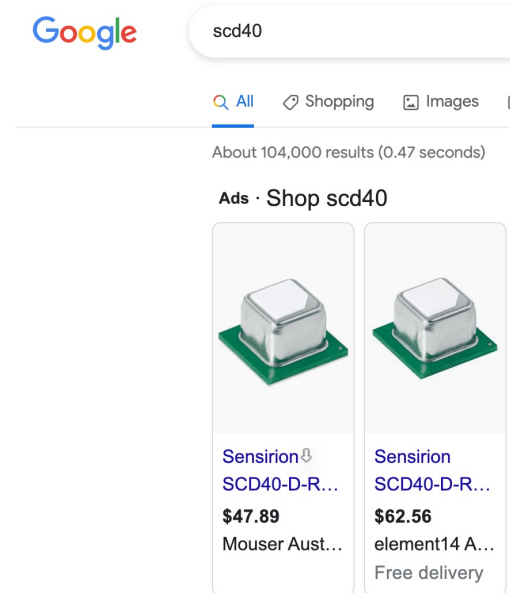 Google
scd40
All Shopping Images
About 104,000 results (0.47 seconds)
Ads · Shop scd40
Sensirion
SCD40-D-R...
$47.89
Mouser Aust...
Sensirion
SCD40-D-R...
$62.56
element14 A...
Free delivery